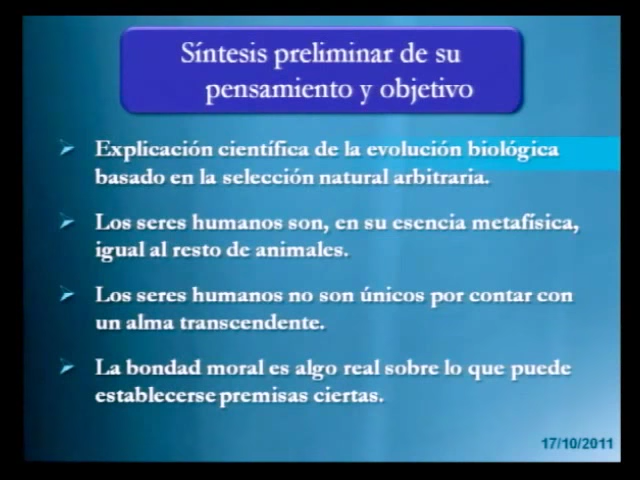 Síntesis preliminar de su
pensamiento y objetivo
Explicación científica de la evolución biológica
basado en la selección natural arbitraria.
Los seres humanos son, en su esencia metafísica,
igual al resto de animales.
Los seres humanos no son únicos por contar con
un alma transcendente.
La bondad moral es algo real sobre lo que puede
establecerse premisas ciertas.
17/10/2011